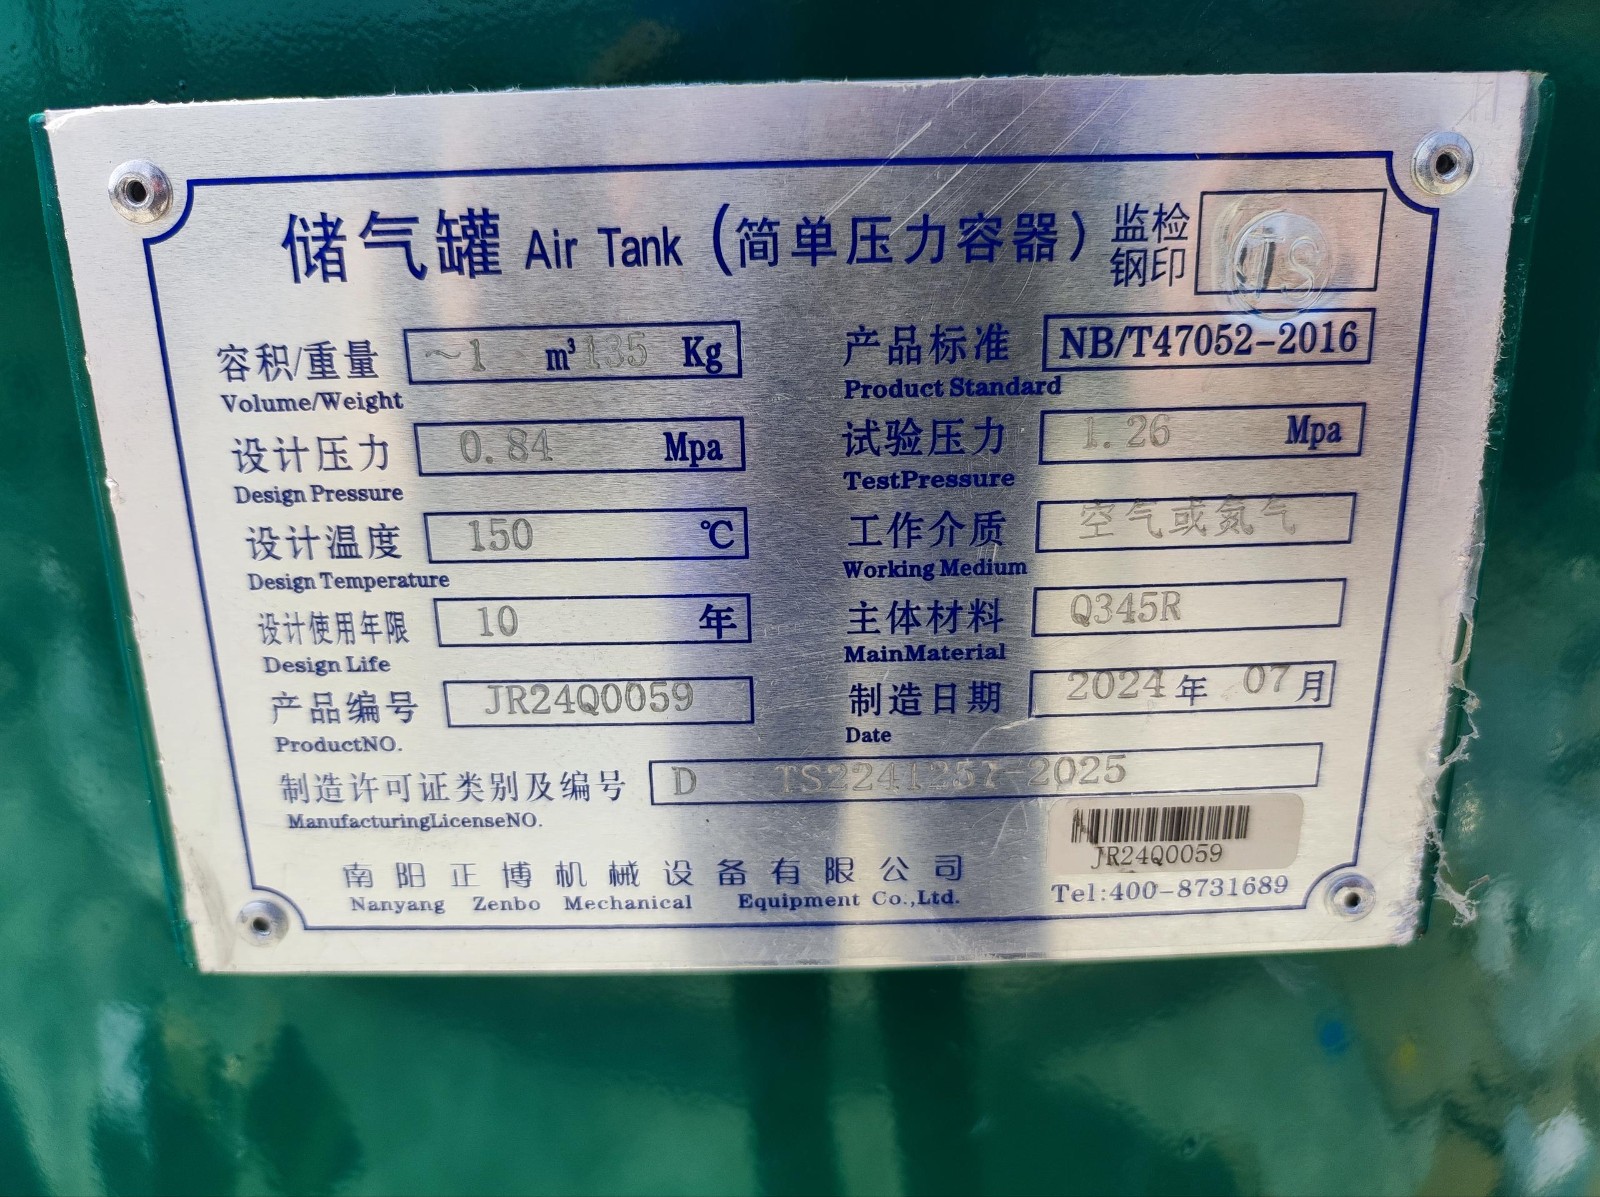 储气罐 Air Tank (简单压力容器) 监检钢印 TS
容积/重量 ~1 m³ 135 Kg
Volume/Weight
产品标准 NB/T47052-2016
Product Standard
设计压力 0.84 Mpa
Design Pressure
试验压力 1.26 Mpa
TestPressure
设计温度 150 ℃
Design Temperature
工作介质 空气或氮气
Working Medium
设计使用年限 10 年
Design Life
主体材料 Q345R
MainMaterial
产品编号 JR24Q0059
ProductNO.
制造日期 2024 年 07 月
Date
制造许可证类别及编号 D TS2241257-2025
ManufacturingLicenseNO.
JR24Q0059
南阳正博机械设备有限公司
Nanyang Zenbo Mechanical Equipment Co.,Ltd.
Tel:400-8731689